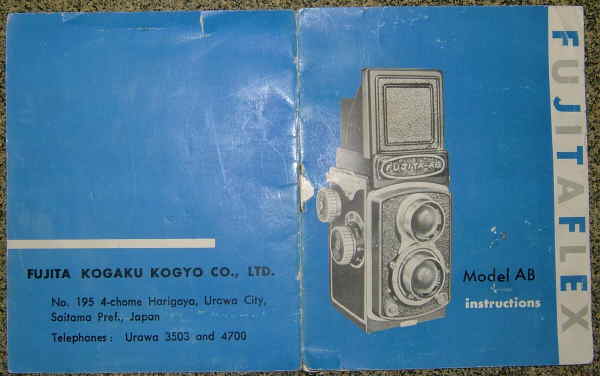 FUJITA KOGAKU KOGYO CO., LTD.
No. 195 4-chome Harigaya, Urawa City,
Saitama Pref., Japan
Telephones: Urawa 3503 and 4700
FUJITA-AB
Model AB
instructions
FUJITAFLEX